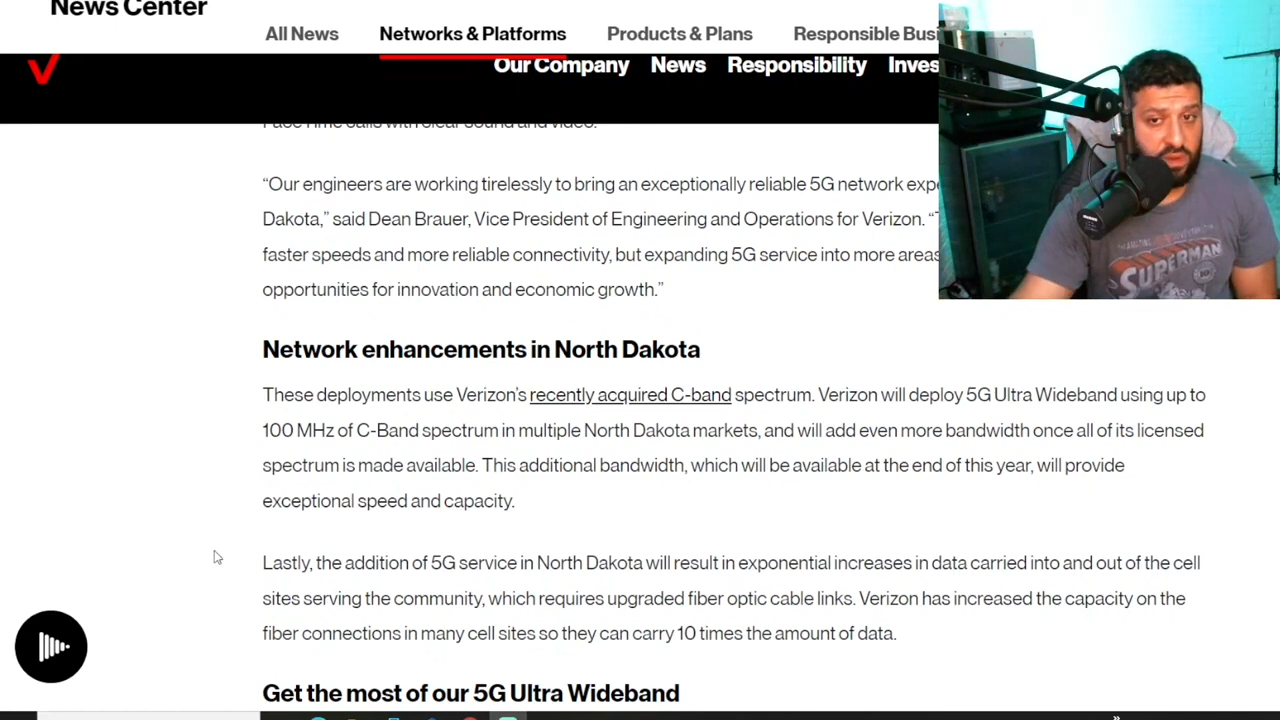 News Center
All News Networks & Platforms Products & Plans Responsible Busi
Our Company News Responsibility Inves
FaceTime calls with clear sound and video.
“Our engineers are working tirelessly to bring an exceptionally reliable 5G network expe
Dakota,” said Dean Brauer, Vice President of Engineering and Operations for Verizon. “T
faster speeds and more reliable connectivity, but expanding 5G service into more areas
opportunities for innovation and economic growth.”
SUPERMAN
Network enhancements in North Dakota
These deployments use Verizon’s recently acquired C-band spectrum. Verizon will deploy 5G Ultra Wideband using up to
100 MHz of C-Band spectrum in multiple North Dakota markets, and will add even more bandwidth once all of its licensed
spectrum is made available. This additional bandwidth, which will be available at the end of this year, will provide
exceptional speed and capacity.
Lastly, the addition of 5G service in North Dakota will result in exponential increases in data carried into and out of the cell
sites serving the community, which requires upgraded fiber optic cable links. Verizon has increased the capacity on the
fiber connections in many cell sites so they can carry 10 times the amount of data.
Get the most of our 5G Ultra Wideband